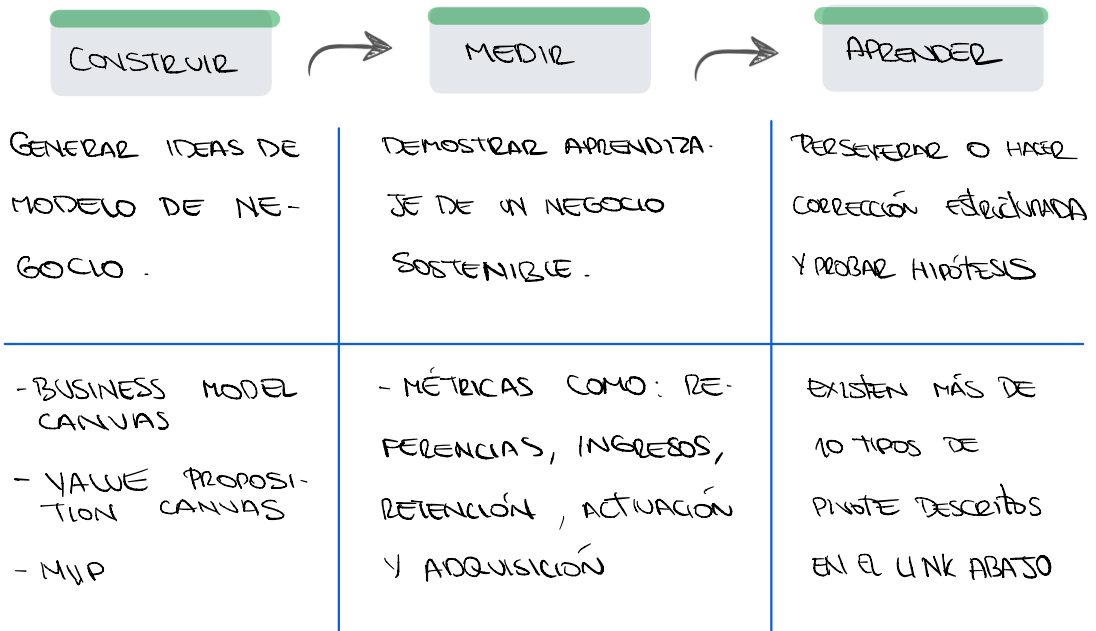 CONSTRUIR
MEDIR
APRENDER
GENERAR IDEAS DE
MODELO DE NE-
GOCIO.
DEMOSTRAR APRENDIZA-
JE DE UN NEGOCIO
SOSTENIBLE.
PERSEVERAR O HACER
CORRECCIÓN ESTRUCTURADA
Y PROBAR HIPÓTESIS
- BUSINESS MODEL
CANVAS
- VALUE PROPOSI-
TION CANVAS
- MVP
- MÉTRICAS COMO: RE-
FERENCIAS, INGRESOS,
RETENCIÓN, ACTIVACIÓN
Y ADQUISICIÓN
EXISTEN MÁS DE
10 TIPOS DE
PIVOTE DESCRITOS
EN EL LINK ABAJO